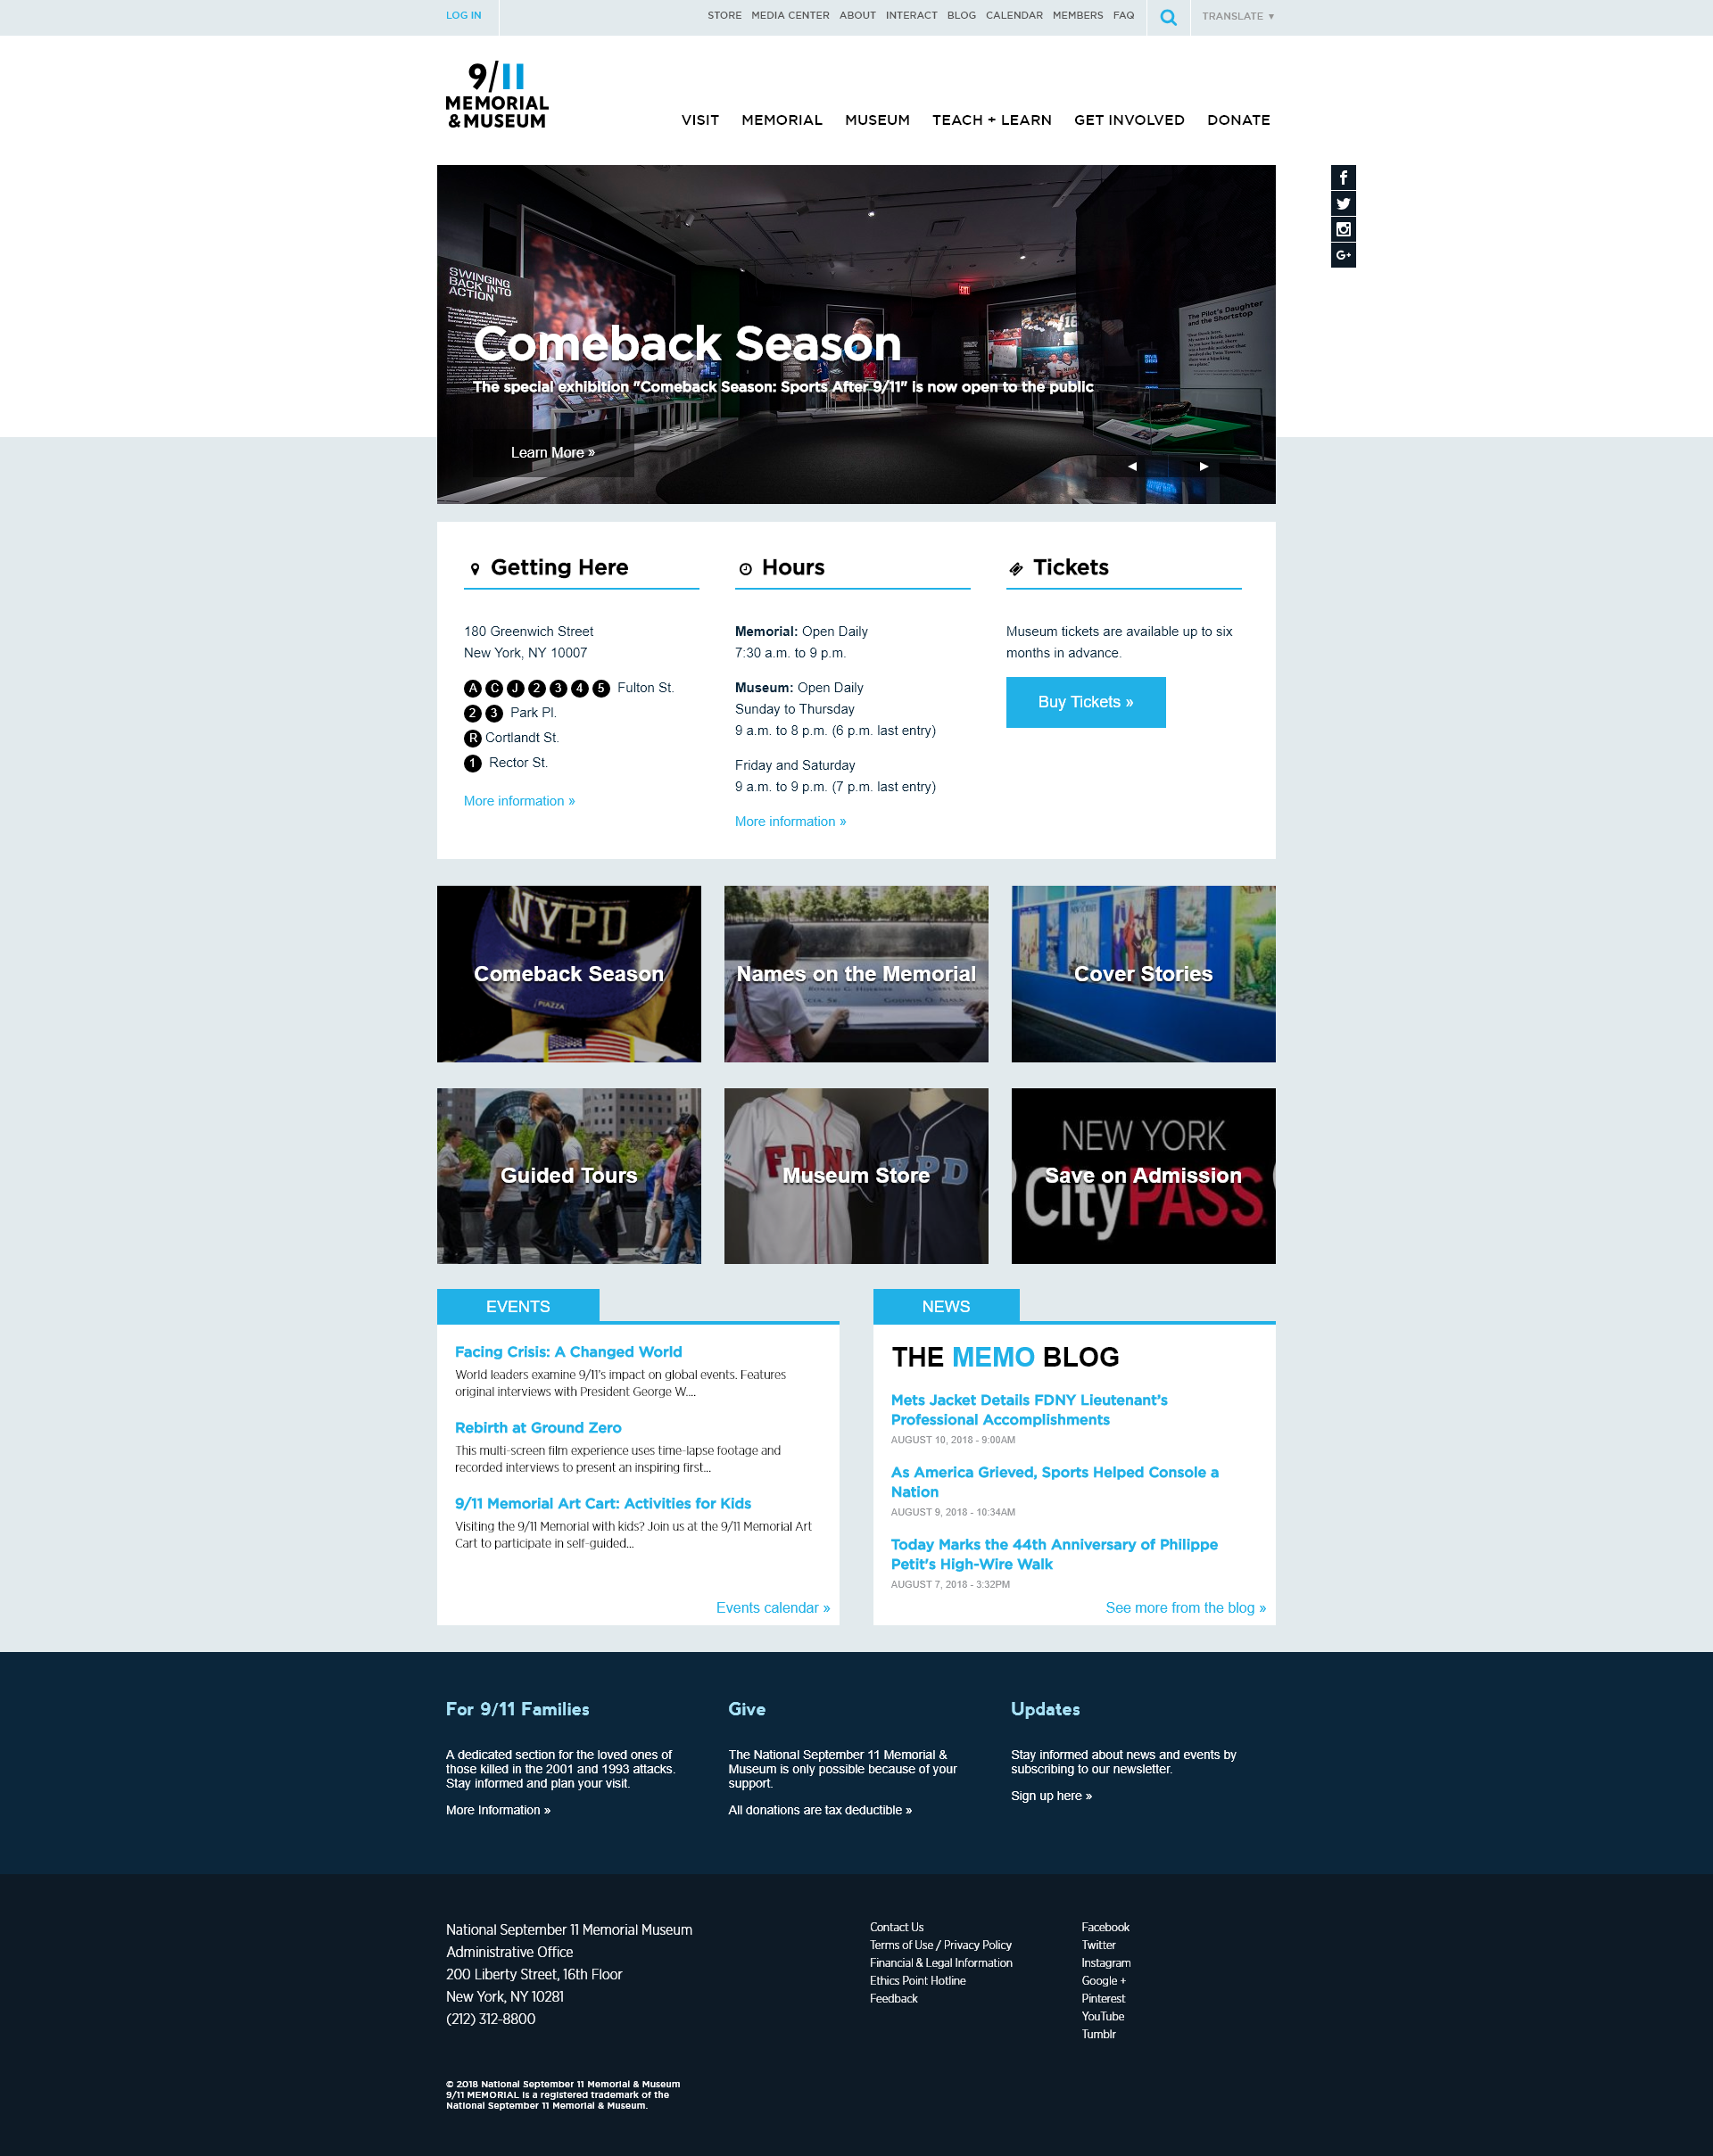 LOG IN
STORE MEDIA CENTER ABOUT INTERACT BLOG CALENDAR MEMBERS FAQ
TRANSLATE ▼
9/11
MEMORIAL
& MUSEUM
VISIT MEMORIAL MUSEUM TEACH + LEARN GET INVOLVED DONATE
SWINGING
BACK INTO
ACTION
The Pilot's Daughter
and the Shortstop
Comeback Season
The special exhibition "Comeback Season: Sports After 9/11" is now open to the public
Learn More »
Getting Here
180 Greenwich Street
New York, NY 10007
A C J 2 3 4 5 Fulton St.
2 3 Park Pl.
R Cortlandt St.
1 Rector St.
More information »
Hours
Memorial: Open Daily
7:30 a.m. to 9 p.m.
Museum: Open Daily
Sunday to Thursday
9 a.m. to 8 p.m. (6 p.m. last entry)
Friday and Saturday
9 a.m. to 9 p.m. (7 p.m. last entry)
More information »
Tickets
Museum tickets are available up to six
months in advance.
Buy Tickets »
NYPD
Comeback Season
PIAZZA
Names on the Memorial
Cover Stories
Guided Tours
FDNY
Museum Store
NEW YORK
CityPASS
Save on Admission
EVENTS
Facing Crisis: A Changed World
World leaders examine 9/11's impact on global events. Features
original interviews with President George W....
Rebirth at Ground Zero
This multi-screen film experience uses time-lapse footage and
recorded interviews to present an inspiring first...
9/11 Memorial Art Cart: Activities for Kids
Visiting the 9/11 Memorial with kids? Join us at the 9/11 Memorial Art
Cart to participate in self-guided...
Events calendar »
NEWS
THE MEMO BLOG
Mets Jacket Details FDNY Lieutenant's
Professional Accomplishments
AUGUST 10, 2018 - 9:00AM
As America Grieved, Sports Helped Console a
Nation
AUGUST 9, 2018 - 10:34AM
Today Marks the 44th Anniversary of Philippe
Petit's High-Wire Walk
AUGUST 7, 2018 - 3:32PM
See more from the blog »
For 9/11 Families
A dedicated section for the loved ones of
those killed in the 2001 and 1993 attacks.
Stay informed and plan your visit.
More Information »
Give
The National September 11 Memorial &
Museum is only possible because of your
support.
All donations are tax deductible »
Updates
Stay informed about news and events by
subscribing to our newsletter.
Sign up here »
National September 11 Memorial Museum
Administrative Office
200 Liberty Street, 16th Floor
New York, NY 10281
(212) 312-8800
Contact Us
Terms of Use / Privacy Policy
Financial & Legal Information
Ethics Point Hotline
Feedback
Facebook
Twitter
Instagram
Google +
Pinterest
YouTube
Tumblr
© 2018 National September 11 Memorial & Museum
9/11 MEMORIAL is a registered trademark of the
National September 11 Memorial & Museum.